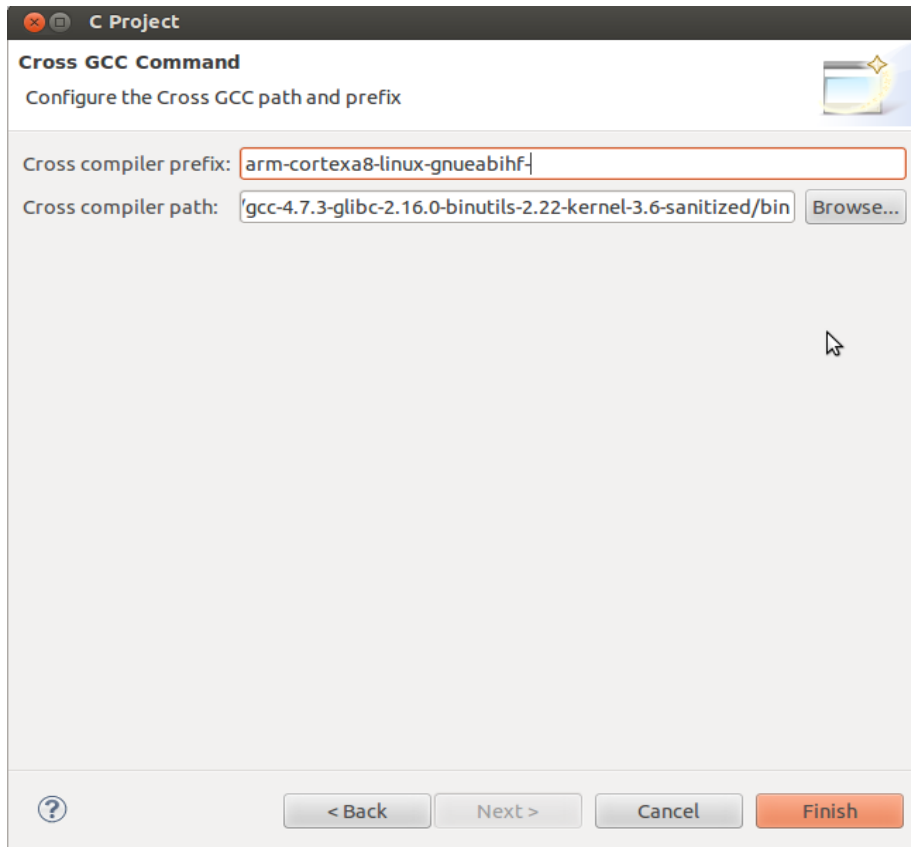 C Project
Cross GCC Command
Configure the Cross GCC path and prefix
Cross compiler prefix: arm-cortexa8-linux-gnueabihf-
Cross compiler path: /gcc-4.7.3-glibc-2.16.0-binutils-2.22-kernel-3.6-sanitized/bin Browse...
? < Back Next > Cancel Finish